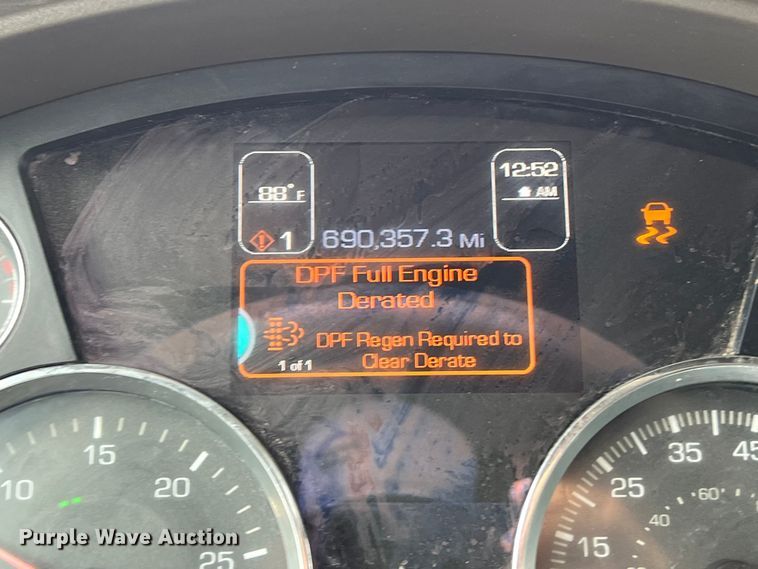 12:52
AM
88°F
1
690,357.3 Mi
DPF Full Engine
Derated
DPF Regen Required to
Clear Derate
1 of 1
10
15
20
25
15
25
35
45
40
60
Purple Wave Auction